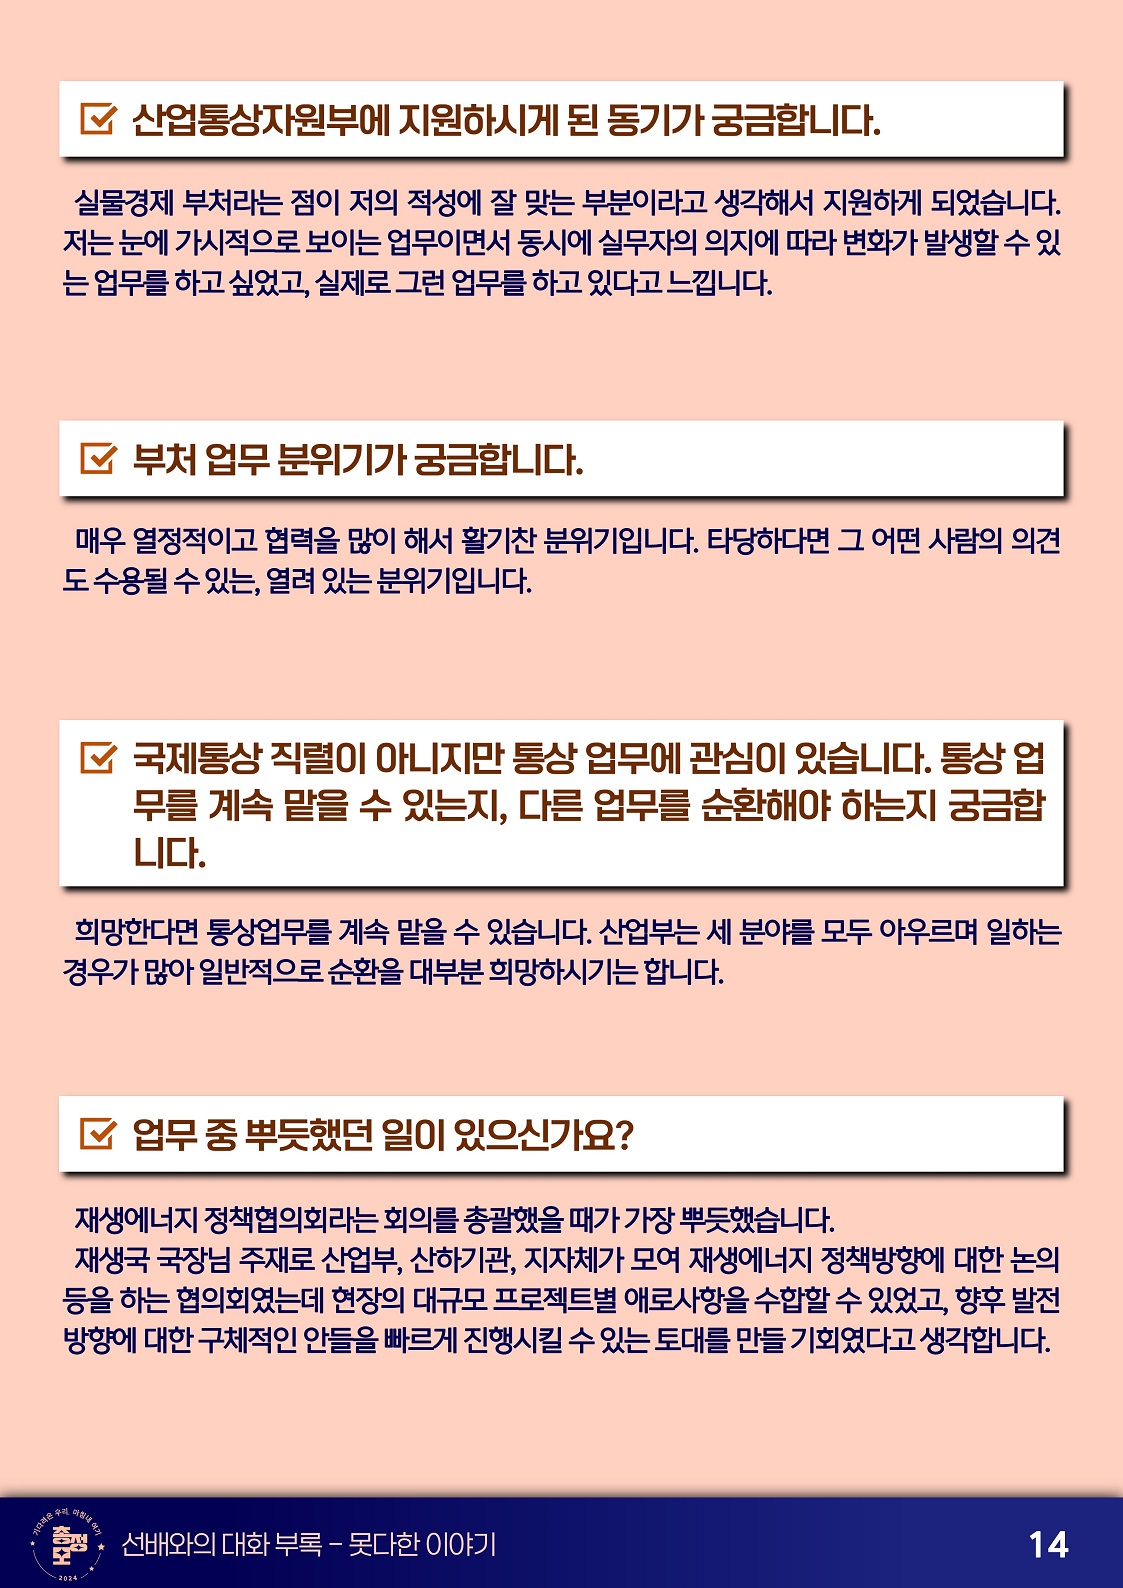 산업통상자원부에 지원하시게 된 동기가 궁금합니다.
실물경제 부처라는 점이 저의 적성에 잘 맞는 부분이라고 생각해서 지원하게 되었습니다.
저는 눈에 가시적으로 보이는 업무이면서 동시에 실무자의 의지에 따라 변화가 발생할 수 있
는 업무를 하고 싶었고, 실제로 그런 업무를 하고 있다고 느낍니다.
부처 업무 분위기가 궁금합니다.
매우 열정적이고 협력을 많이 해서 활기찬 분위기입니다. 타당하다면 그 어떤 사람의 의견
도 수용될 수 있는, 열려 있는 분위기입니다.
국제통상 직렬이 아니지만 통상 업무에 관심이 있습니다. 통상 업
무를 계속 맡을 수 있는지, 다른 업무를 순환해야 하는지 궁금합
니다.
희망한다면 통상업무를 계속 맡을 수 있습니다. 산업부는 세 분야를 모두 아우르며 일하는
경우가 많아 일반적으로 순환을 대부분 희망하시기는 합니다.
업무 중 뿌듯했던 일이 있으신가요?
재생에너지 정책협의회라는 회의를 총괄했을 때가 가장 뿌듯했습니다.
재생국 국장님 주재로 산업부, 산하기관, 지자체가 모여 재생에너지 정책방향에 대한 논의
등을 하는 협의회였는데 현장의 대규모 프로젝트별 애로사항을 수합할 수 있었고, 향후 발전
방향에 대한 구체적인 안들을 빠르게 진행시킬 수 있는 토대를 만들 기회였다고 생각합니다.
기다려온 우리, 마침내 여기
총정모
2024
선배와의 대화 부록 - 못다한 이야기
14